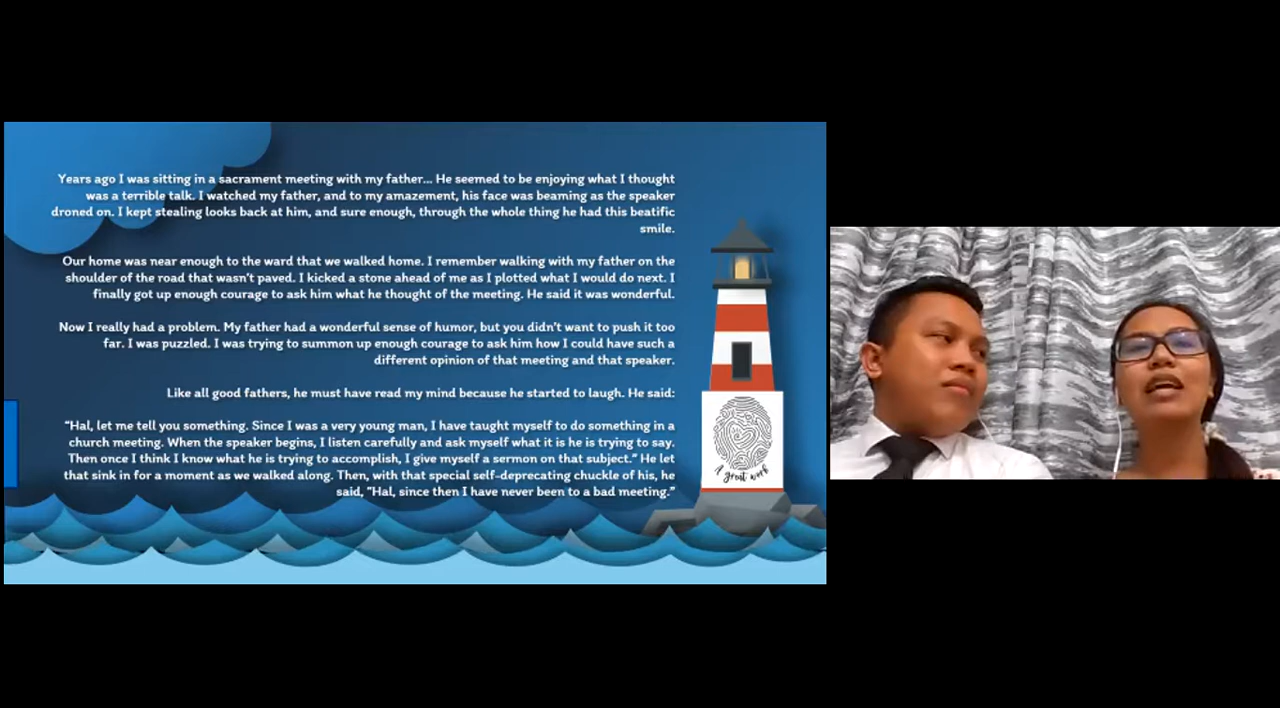 Years ago I was sitting in a sacrament meeting with my father... He seemed to be enjoying what I thought
was a terrible talk. I watched my father, and to my amazement, his face was beaming as the speaker
droned on. I kept stealing looks back at him, and sure enough, through the whole thing he had this beatific
smile.
Our home was near enough to the ward that we walked home. I remember walking with my father on the
shoulder of the road that wasn't paved. I kicked a stone ahead of me as I plotted what I would do next. I
finally got up enough courage to ask him what he thought of the meeting. He said it was wonderful.
Now I really had a problem. My father had a wonderful sense of humor, but you didn't want to push it too
far. I was puzzled. I was trying to summon up enough courage to ask him how I could have such a
different opinion of that meeting and that speaker.
Like all good fathers, he must have read my mind because he started to laugh. He said:
"Hal, let me tell you something. Since I was a very young man, I have taught myself to do something in a
church meeting. When the speaker begins, I listen carefully and ask myself what it is he is trying to say.
Then once I think I know what he is trying to accomplish, I give myself a sermon on that subject." He let
that sink in for a moment as we walked along. Then, with that special self-deprecating chuckle of his, he
said, "Hal, since then I have never been to a bad meeting."
A great work